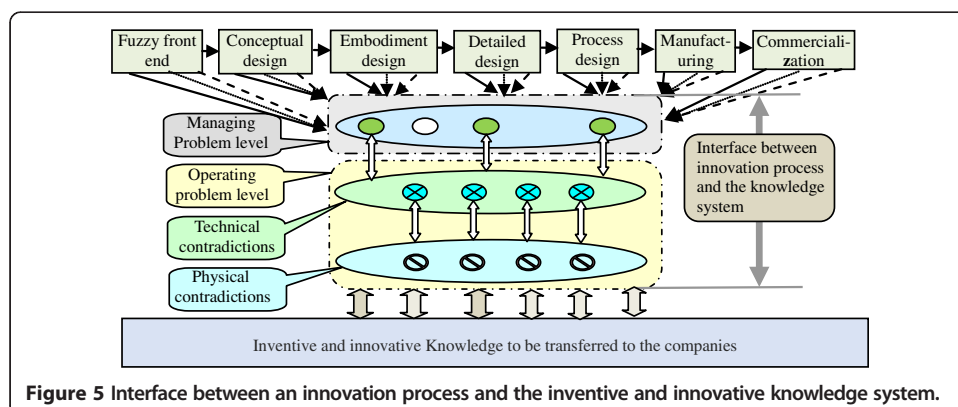 Fuzzy front
end
Conceptual
design
Embodiment
design
Detailed
design
Process
design
Manufact-
uring
Commerciali-
zation
Managing
Problem level
Operating
problem level
Technical
contradictions
Physical
contradictions
Interface between
innovation process
and the knowledge
system
Inventive and innovative Knowledge to be transferred to the companies
Figure 5 Interface between an innovation process and the inventive and innovative knowledge system.